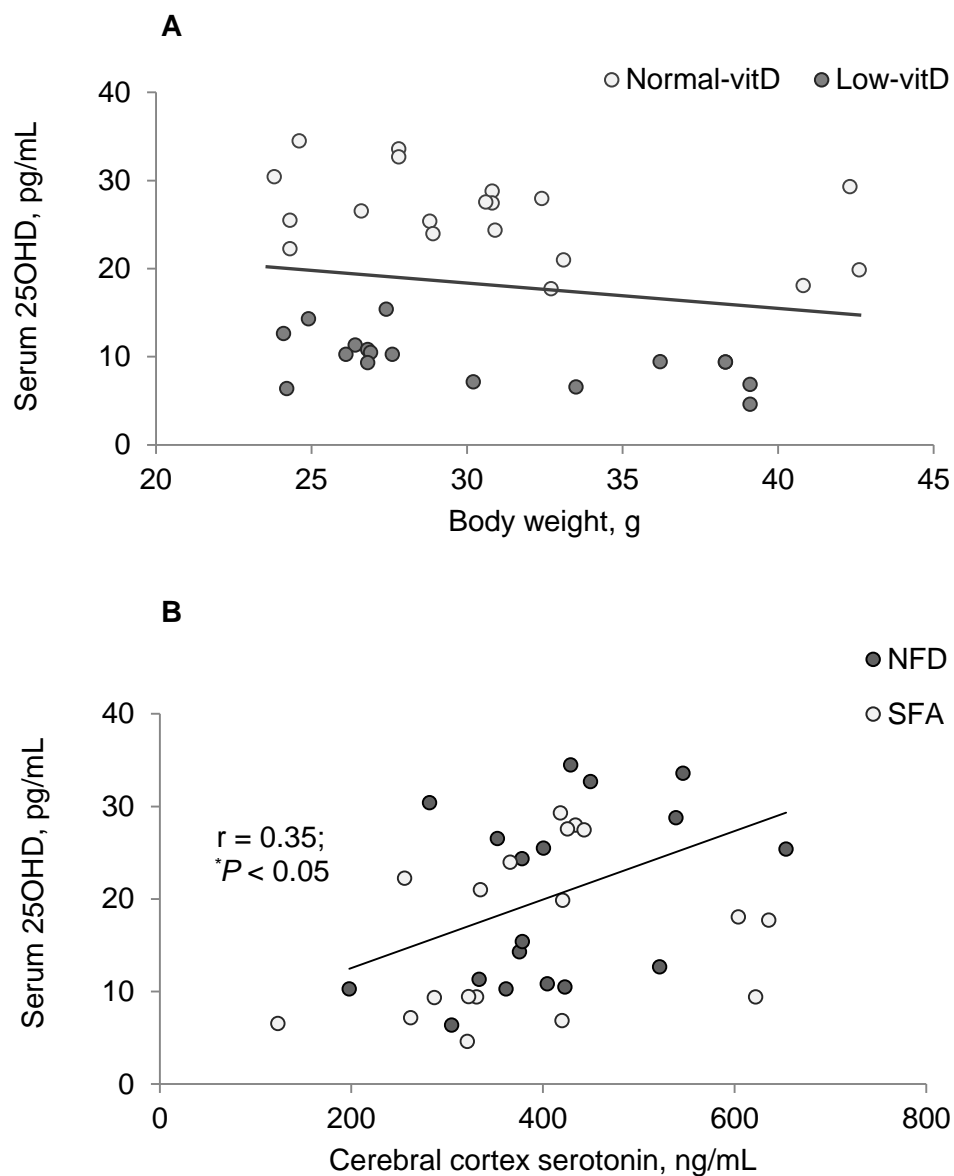 A
Normal-vitD Low-vitD
Serum 25OHD, pg/mL
40
30
20
10
0
20 25 30 35 40 45
Body weight, g
B
NFD
SFA
Serum 25OHD, pg/mL
40
30
20
10
0
r = 0.35;
*P < 0.05
0 200 400 600 800
Cerebral cortex serotonin, ng/mL